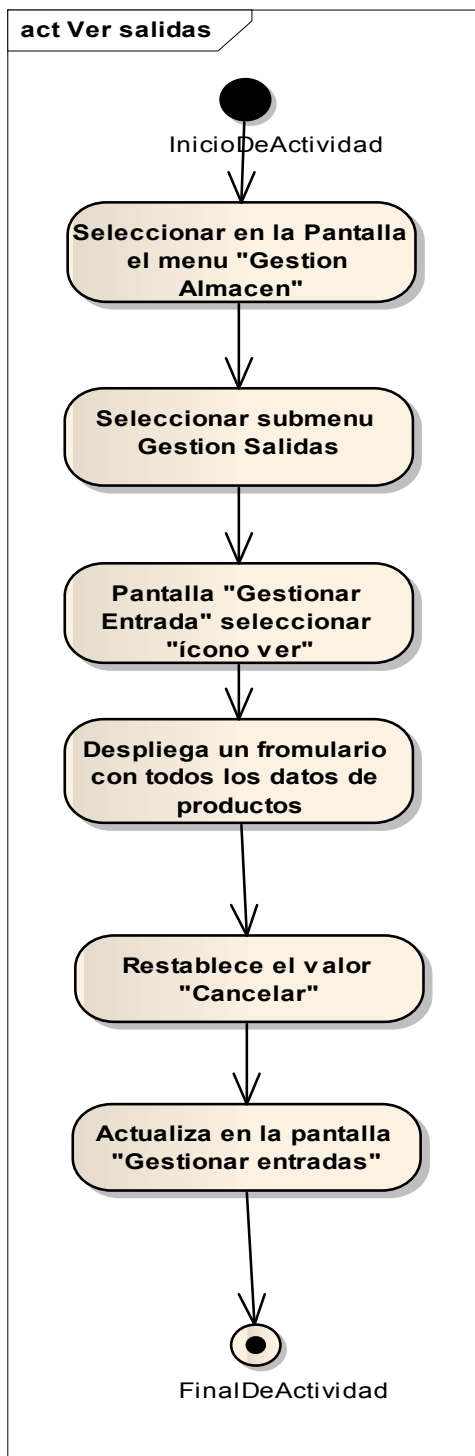 act Ver salidas
InicioDeActividad
Seleccionar en la Pantalla
el menu "Gestion
Almacen"
Seleccionar submenu
Gestion Salidas
Pantalla "Gestionar
Entrada" seleccionar
"ícono ver"
Despliega un fromulario
con todos los datos de
productos
Restablece el valor
"Cancelar"
Actualiza en la pantalla
"Gestionar entradas"
FinalDeActividad